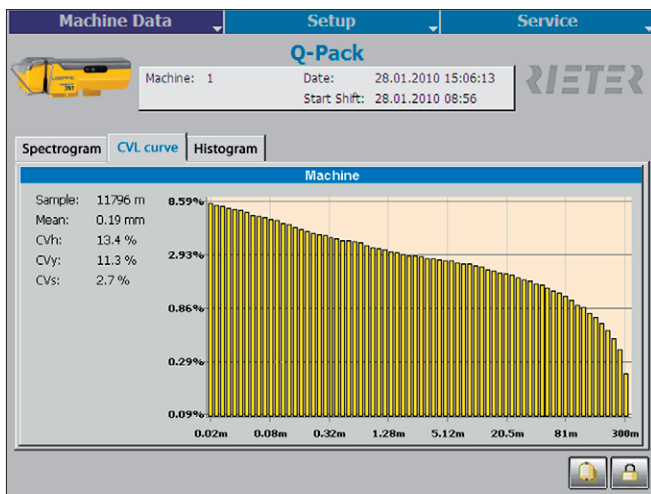 Machine Data Setup Service
Q-Pack
LOEPFE
Machine: 1 Date: 28.01.2010 15:06:13
Start Shift: 28.01.2010 08:56
RIETER
Spectrogram CVL curve Histogram
Machine
Sample: 11796 m
Mean: 0.19 mm
CVh: 13.4 %
CVy: 11.3 %
CVs: 2.7 %
8.59%
2.93%
0.86%
0.29%
0.09%
0.02m 0.08m 0.32m 1.28m 5.12m 20.5m 81m 300m